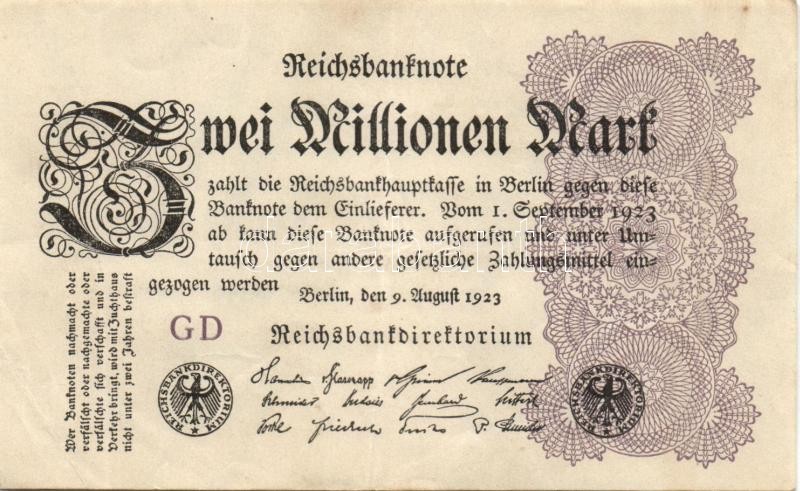 Reichsbanknote
Zwei Millionen Mark
zahlt die Reichsbankhauptkasse in Berlin gegen diese
Banknote dem Einlieferer. Vom 1. September 1923
ab kann diese Banknote aufgerufen und unter Um-
tausch gegen andere gesetzliche Zahlungsmittel ein-
gezogen werden
Berlin, den 9. August 1923
Reichsbankdirektorium
GD
Wer Banknoten nachmacht oder
verfälscht oder nachgemachte oder
verfälschte sich verschafft und in
Verkehr bringt, wird mit Zuchthaus
nicht unter zwei Jahren bestraft
REICHSBANKDIREKTORIUM
REICHSBANKDIREKTORIUM